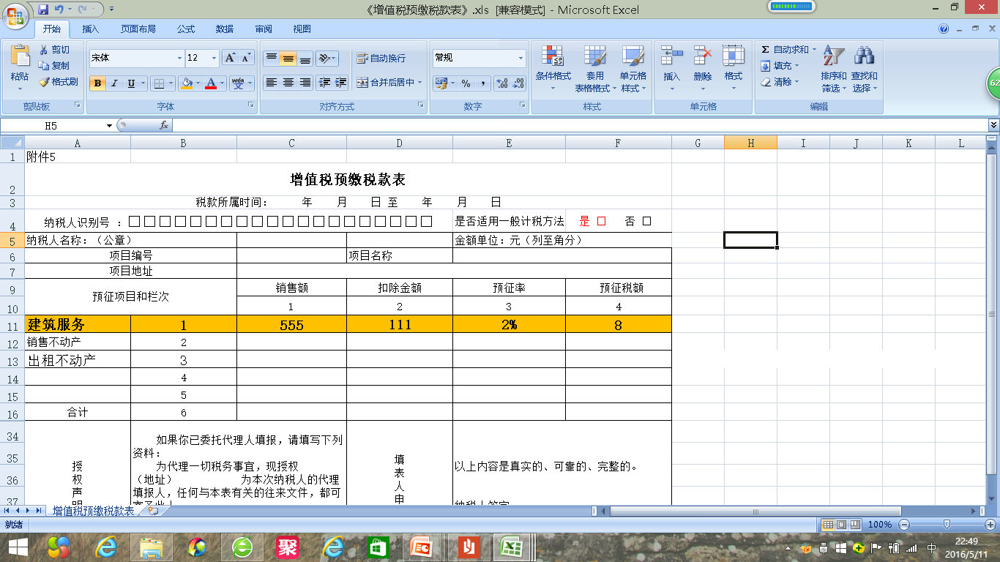 《增值税预缴税款表》.xls [兼容模式] - Microsoft Excel
开始 插入 页面布局 公式 数据 审阅 视图
粘贴 剪切 复制 格式刷 剪贴板
宋体 12 B I U 字体
自动换行 合并后居中 对齐方式
常规 % , 数字
条件格式 套用表格格式 单元格样式 样式
插入 删除 格式 单元格
Σ 自动求和 填充 清除 排序和筛选 查找和选择 编辑
62
H5 fx
A B C D E F G H I J K L
1 附件5
2 增值税预缴税款表
3 税款所属时间: 年 月 日 至 年 月 日
4 纳税人识别号 : □□□□□□□□□□□□□□□□□□□□ 是否适用一般计税方法 是 □ 否 □
5 纳税人名称:(公章) 金额单位:元(列至角分)
6 项目编号 项目名称
7 项目地址
9 预征项目和栏次 销售额 扣除金额 预征率 预征税额
10 1 2 3 4
11 建筑服务 1 555 111 2% 8
12 销售不动产 2
13 出租不动产 3
14 4
15 5
16 合计 6
34 如果你已委托代理人填报,请填写下列
35 资料:
36 授权声明 为代理一切税务事宜,现授权
(地址) 为本次纳税人的代理
37 填报人,任何与本表有关的往来文件,都可
填表人申 以上内容是真实的、可靠的、完整的。
增值税预缴税款表
就绪 100%
聚 中 22:49
2016/5/11